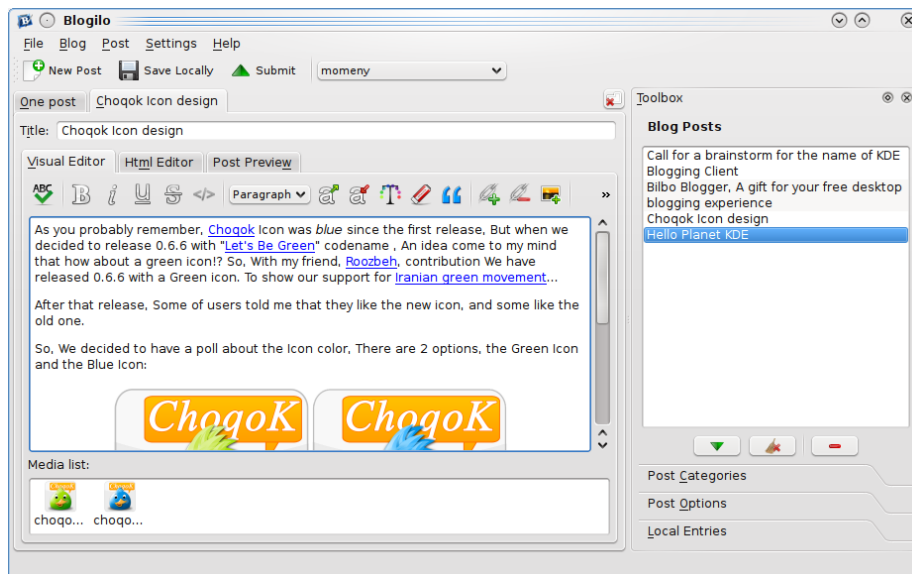 Blogilo
File Blog Post Settings Help
New Post Save Locally Submit momeny
One post Choqok Icon design
Title: Choqok Icon design
Visual Editor Html Editor Post Preview
ABC B i U S </> Paragraph a a T “ »
As you probably remember, Choqok Icon was blue since the first release, But when we
decided to release 0.6.6 with "Let's Be Green" codename , An idea come to my mind
that how about a green icon!? So, With my friend, Roozbeh, contribution We have
released 0.6.6 with a Green icon. To show our support for Iranian green movement...
After that release, Some of users told me that they like the new icon, and some like the
old one.
So, We decided to have a poll about the Icon color, There are 2 options, the Green Icon
and the Blue Icon:
ChoqoK ChoqoK
Media list:
choqo... choqo...
Toolbox
Blog Posts
Call for a brainstorm for the name of KDE
Blogging Client
Bilbo Blogger, A gift for your free desktop
blogging experience
Choqok Icon design
Hello Planet KDE
Post Categories
Post Options
Local Entries